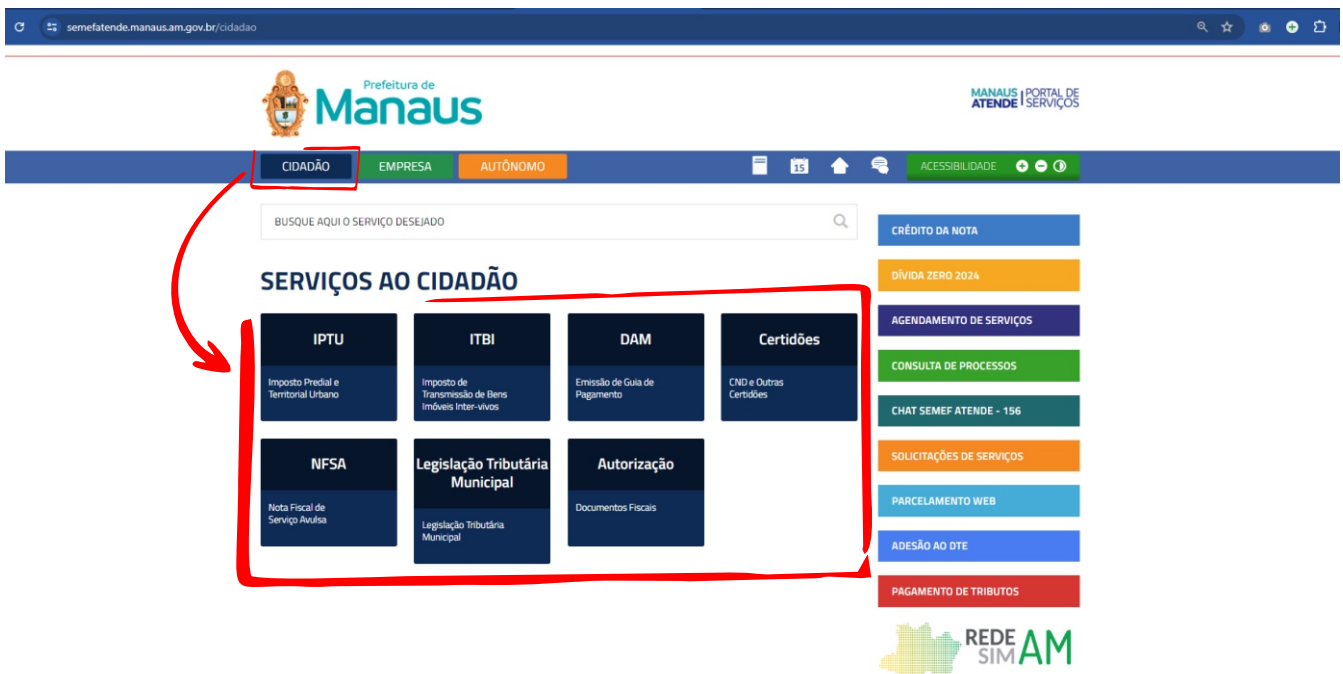 semefatende.manaus.am.gov.br/cidadao
Prefeitura de
Manaus
MANAUS
ATENDE
PORTAL DE
SERVIÇOS
CIDADÃO
EMPRESA
AUTÔNOMO
15
ACESSIBILIDADE
BUSQUE AQUI O SERVIÇO DESEJADO
SERVIÇOS AO CIDADÃO
IPTU
Imposto Predial e
Territorial Urbano
ITBI
Imposto de
Transmissão de Bens
Imóveis Inter-vivos
DAM
Emissão de Guia de
Pagamento
Certidões
CND e Outras
Certidões
NFSA
Nota Fiscal de
Serviço Avulsa
Legislação Tributária
Municipal
Legislação Tributária
Municipal
Autorização
Documentos Fiscais
CRÉDITO DA NOTA
DÍVIDA ZERO 2024
AGENDAMENTO DE SERVIÇOS
CONSULTA DE PROCESSOS
CHAT SEMEF ATENDE - 156
SOLICITAÇÕES DE SERVIÇOS
PARCELAMENTO WEB
ADESÃO AO DTE
PAGAMENTO DE TRIBUTOS
REDE
SIM
AM